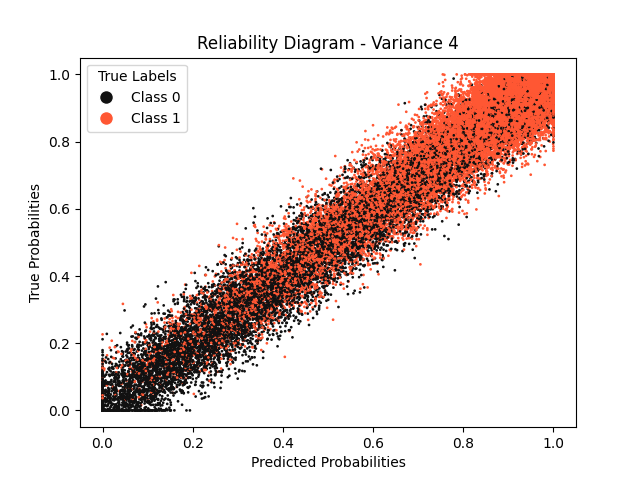 Reliability Diagram - Variance 4
True Labels
Class 0
Class 1
1.0
0.8
0.6
0.4
0.2
0.0
True Probabilities
0.0 0.2 0.4 0.6 0.8 1.0
Predicted Probabilities